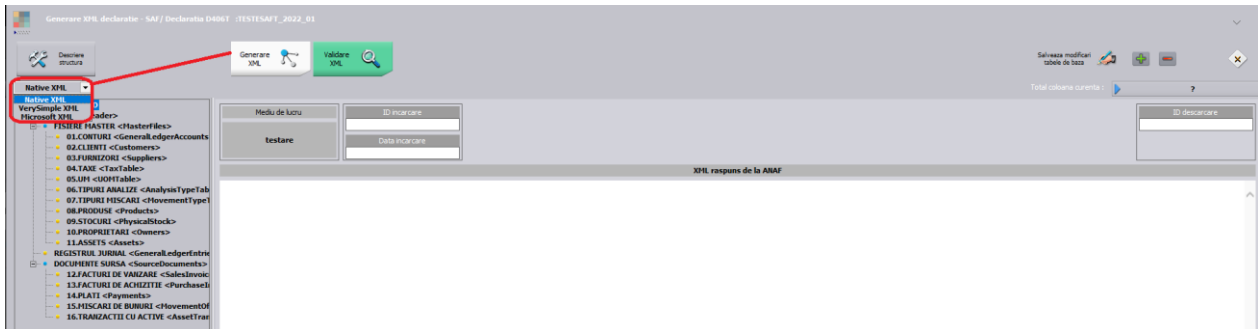 Generare XML declaratie - SAF/ Declaratia D406T :TESTESAFT_2022_01
Descriere
structura
Generare
XML
Validare
XML
Salveaza modificari
tabele de baza
Native XML
Total coloana curenta :
?
Native XML
VerySimple XML
Microsoft XML
ader>
FISIERE MASTER <MasterFiles>
01.CONTURI <GeneralLedgerAccounts
02.CLIENTI <Customers>
03.FURNIZORI <Suppliers>
04.TAXE <TaxTable>
05.UM <UOMTable>
06.TIPURI ANALIZE <AnalysisTypeTab
07.TIPURI MISCARI <MovementTypeT
08.PRODUSE <Products>
09.STOCURI <PhysicalStock>
10.PROPRIETARI <Owners>
11.ASSETS <Assets>
REGISTRUL JURNAL <GeneralLedgerEntrie
DOCUMENTE SURSA <SourceDocuments>
12.FACTURI DE VANZARE <SalesInvoic
13.FACTURI DE ACHIZITIE <PurchaseI
14.PLATI <Payments>
15.MISCARI DE BUNURI <MovementOf
16.TRANZACTII CU ACTIVE <AssetTran
Mediu de lucru
testare
ID incarcare
Data incarcare
ID descarcare
XML raspuns de la ANAF